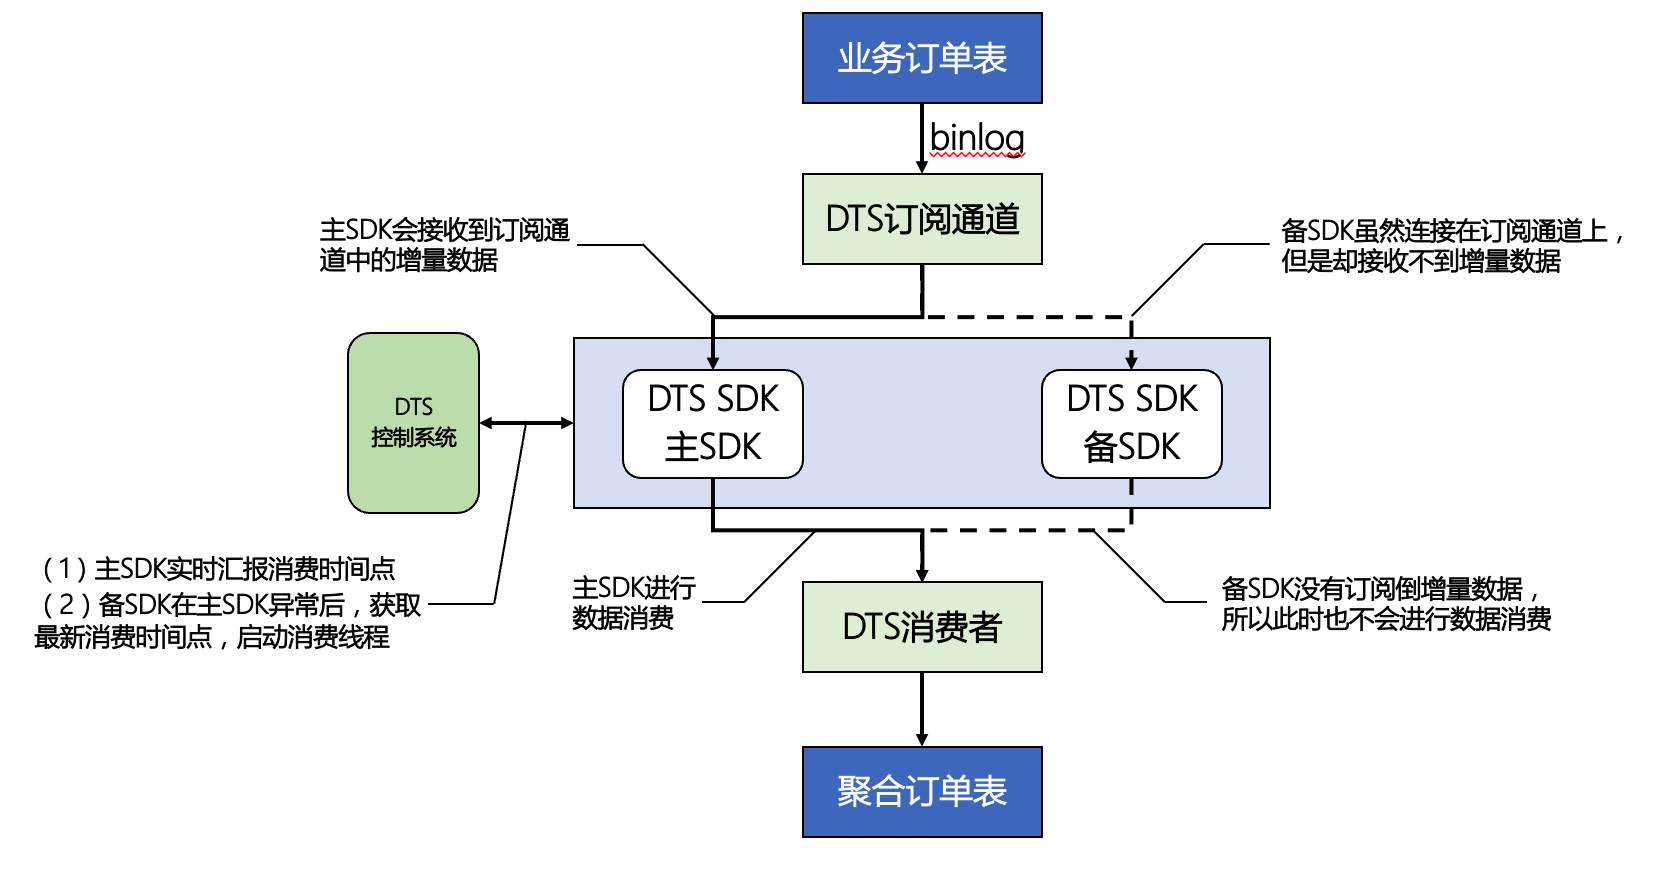 业务订单表
binlog
DTS订阅通道
主SDK会接收到订阅通
道中的增量数据
备SDK虽然连接在订阅通道上，
但是却接收不到增量数据
DTS
控制系统
DTS SDK
主SDK
DTS SDK
备SDK
（1）主SDK实时汇报消费时间点
（2）备SDK在主SDK异常后，获取
最新消费时间点，启动消费线程
主SDK进行
数据消费
DTS消费者
备SDK没有订阅倒增量数据，
所以此时也不会进行数据消费
聚合订单表